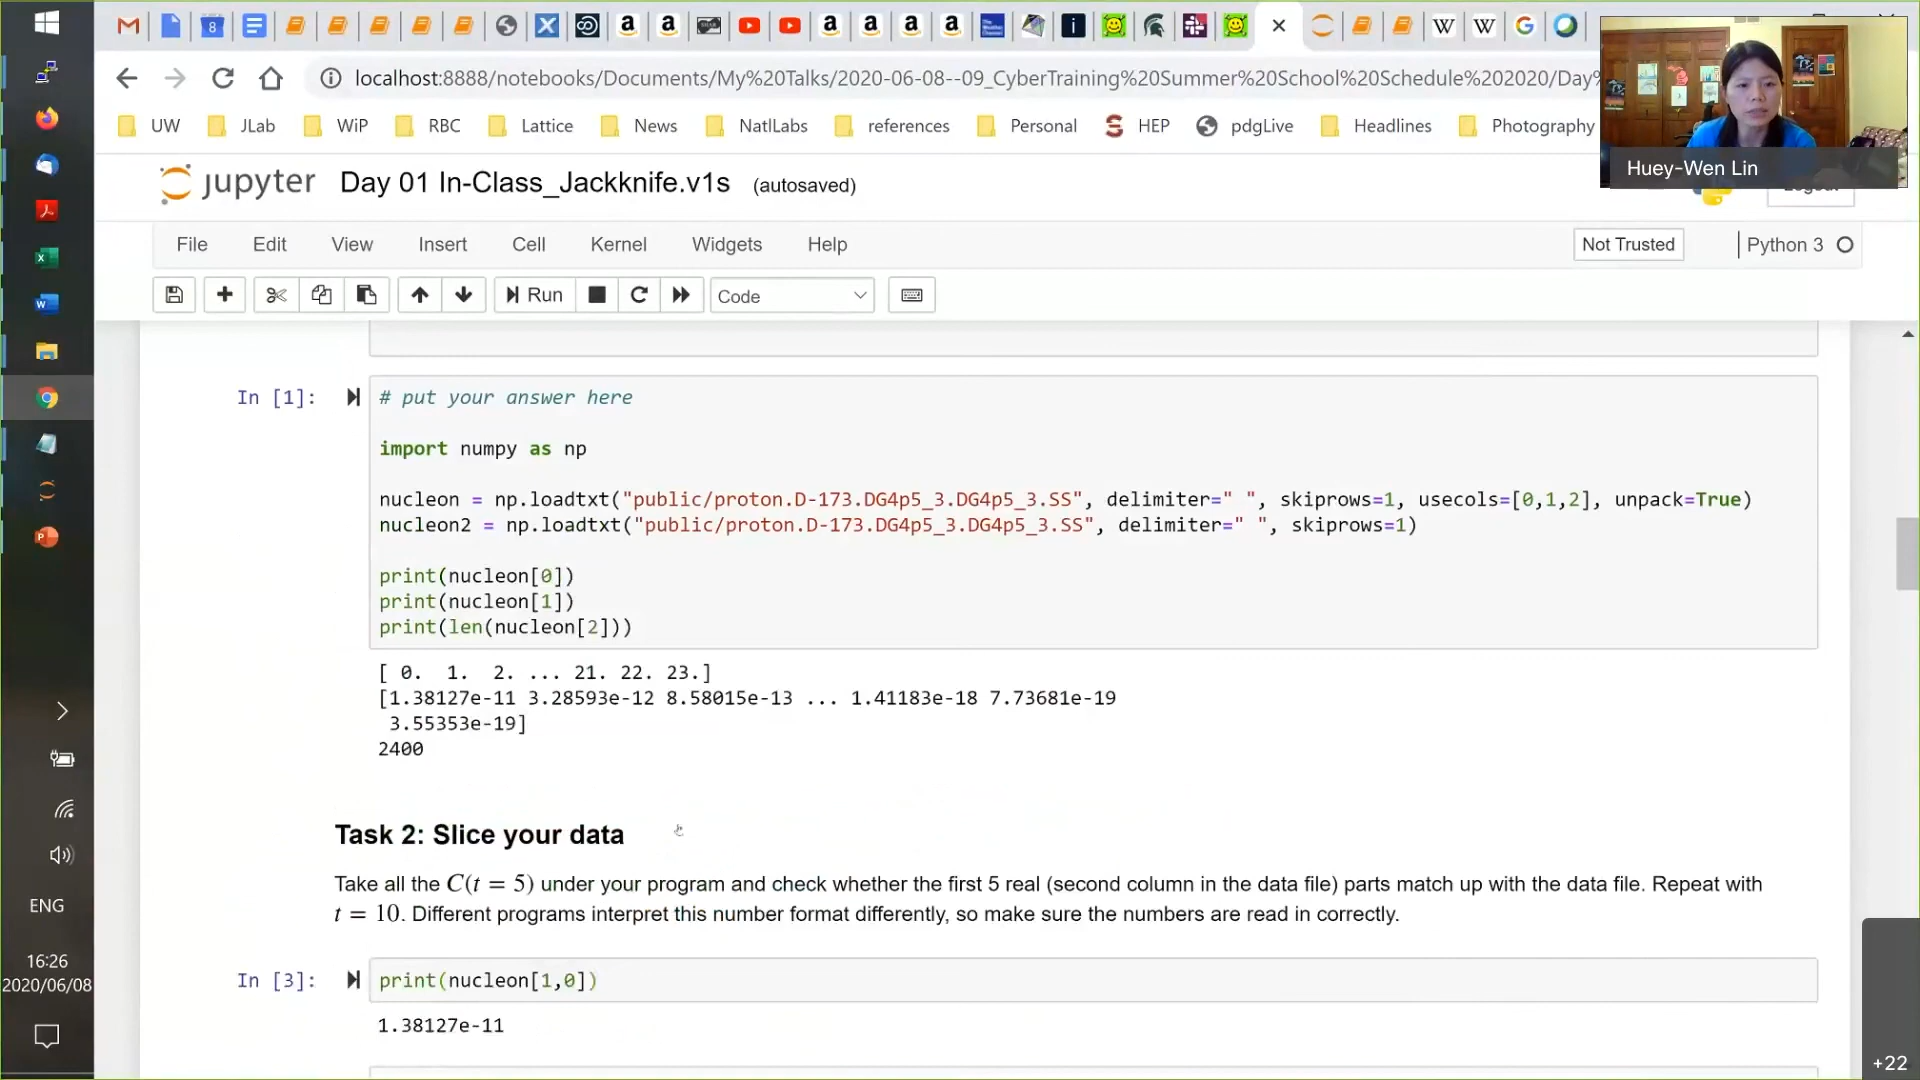 localhost:8888/notebooks/Documents/My%20Talks/2020-06-08--09_CyberTraining%20Summer%20School%20Schedule%202020/Day%
UW JLab WiP RBC Lattice News NatlLabs references Personal HEP pdgLive Headlines Photography
Huey-Wen Lin
jupyter Day 01 In-Class_Jackknife.v1s (autosaved)
File Edit View Insert Cell Kernel Widgets Help Not Trusted Python 3
Run Code
In [1]: # put your answer here
import numpy as np
nucleon = np.loadtxt("public/proton.D-173.DG4p5_3.DG4p5_3.SS", delimiter=" ", skiprows=1, usecols=[0,1,2], unpack=True)
nucleon2 = np.loadtxt("public/proton.D-173.DG4p5_3.DG4p5_3.SS", delimiter=" ", skiprows=1)
print(nucleon[0])
print(nucleon[1])
print(len(nucleon[2]))
[ 0. 1. 2. ... 21. 22. 23.]
[1.38127e-11 3.28593e-12 8.58015e-13 ... 1.41183e-18 7.73681e-19
3.55353e-19]
2400
Task 2: Slice your data
Take all the C(t = 5) under your program and check whether the first 5 real (second column in the data file) parts match up with the data file. Repeat with
t = 10. Different programs interpret this number format differently, so make sure the numbers are read in correctly.
In [3]: print(nucleon[1,0])
1.38127e-11
ENG
16:26
2020/06/08
+22